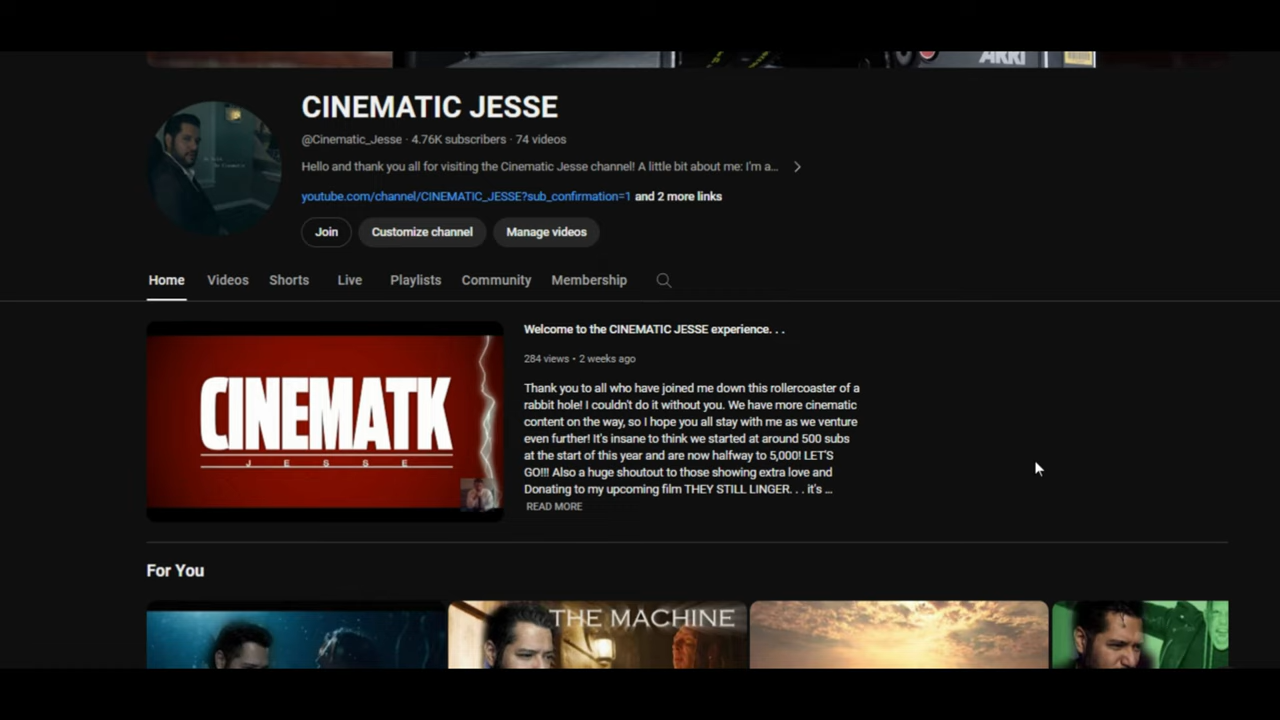 ARRI
CINEMATIC JESSE
@Cinematic_Jesse · 4.76K subscribers · 74 videos
Hello and thank you all for visiting the Cinematic Jesse channel! A little bit about me: I'm a...
youtube.com/channel/CINEMATIC_JESSE?sub_confirmation=1 and 2 more links
Join Customize channel Manage videos
Home Videos Shorts Live Playlists Community Membership
CINEMATK
JESSE
Welcome to the CINEMATIC JESSE experience. . .
284 views • 2 weeks ago
Thank you to all who have joined me down this rollercoaster of a
rabbit hole! I couldn't do it without you. We have more cinematic
content on the way, so I hope you all stay with me as we venture
even further! It's insane to think we started at around 500 subs
at the start of this year and are now halfway to 5,000! LET'S
GO!!! Also a huge shoutout to those showing extra love and
Donating to my upcoming film THEY STILL LINGER. . . it's ...
READ MORE
For You
THE MACHINE